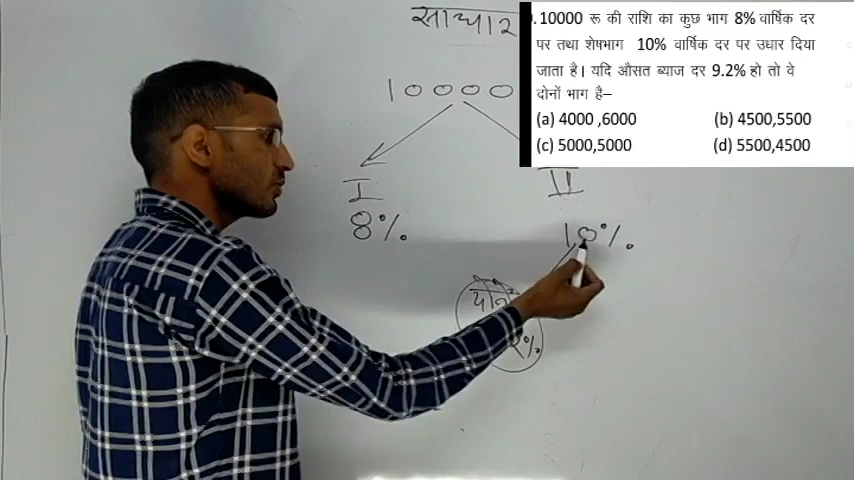 साधार
.10000 रू की राशि का कुछ भाग 8% वार्षिक दर
पर तथा शेषभाग 10% वार्षिक दर पर उधार दिया
जाता है। यदि औसत ब्याज दर 9.2% हो तो वे
दोनों भाग है–
(a) 4000 ,6000 (b) 4500,5500
(c) 5000,5000 (d) 5500,4500
10000
I II
8%. 10%.
2%